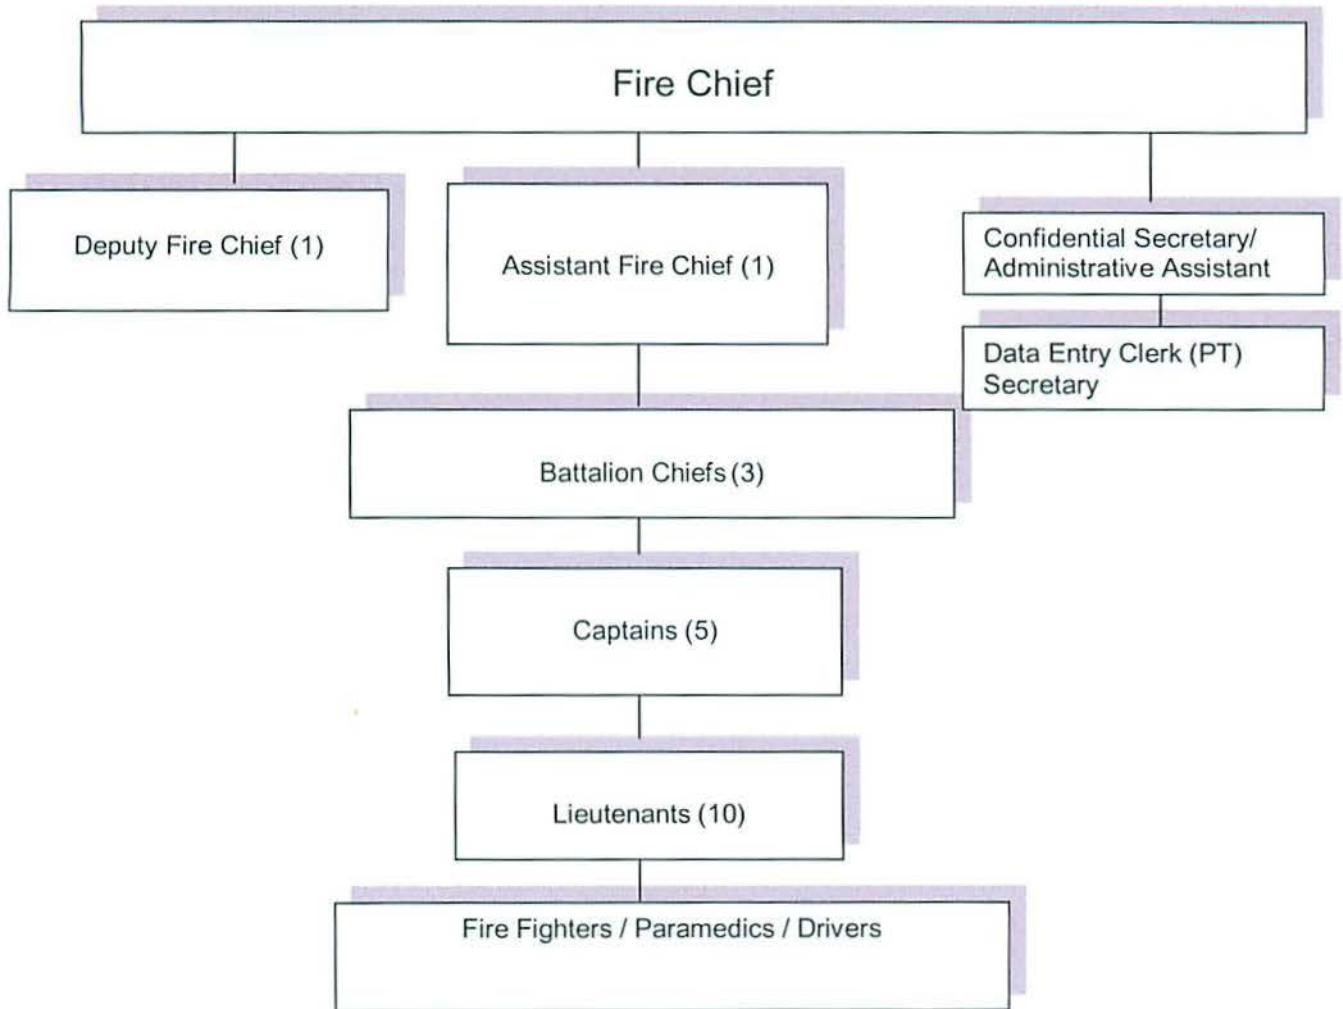 Fire Chief
Deputy Fire Chief (1)
Assistant Fire Chief (1)
Confidential Secretary/
Administrative Assistant
Data Entry Clerk (PT)
Secretary
Battalion Chiefs (3)
Captains (5)
Lieutenants (10)
Fire Fighters / Paramedics / Drivers